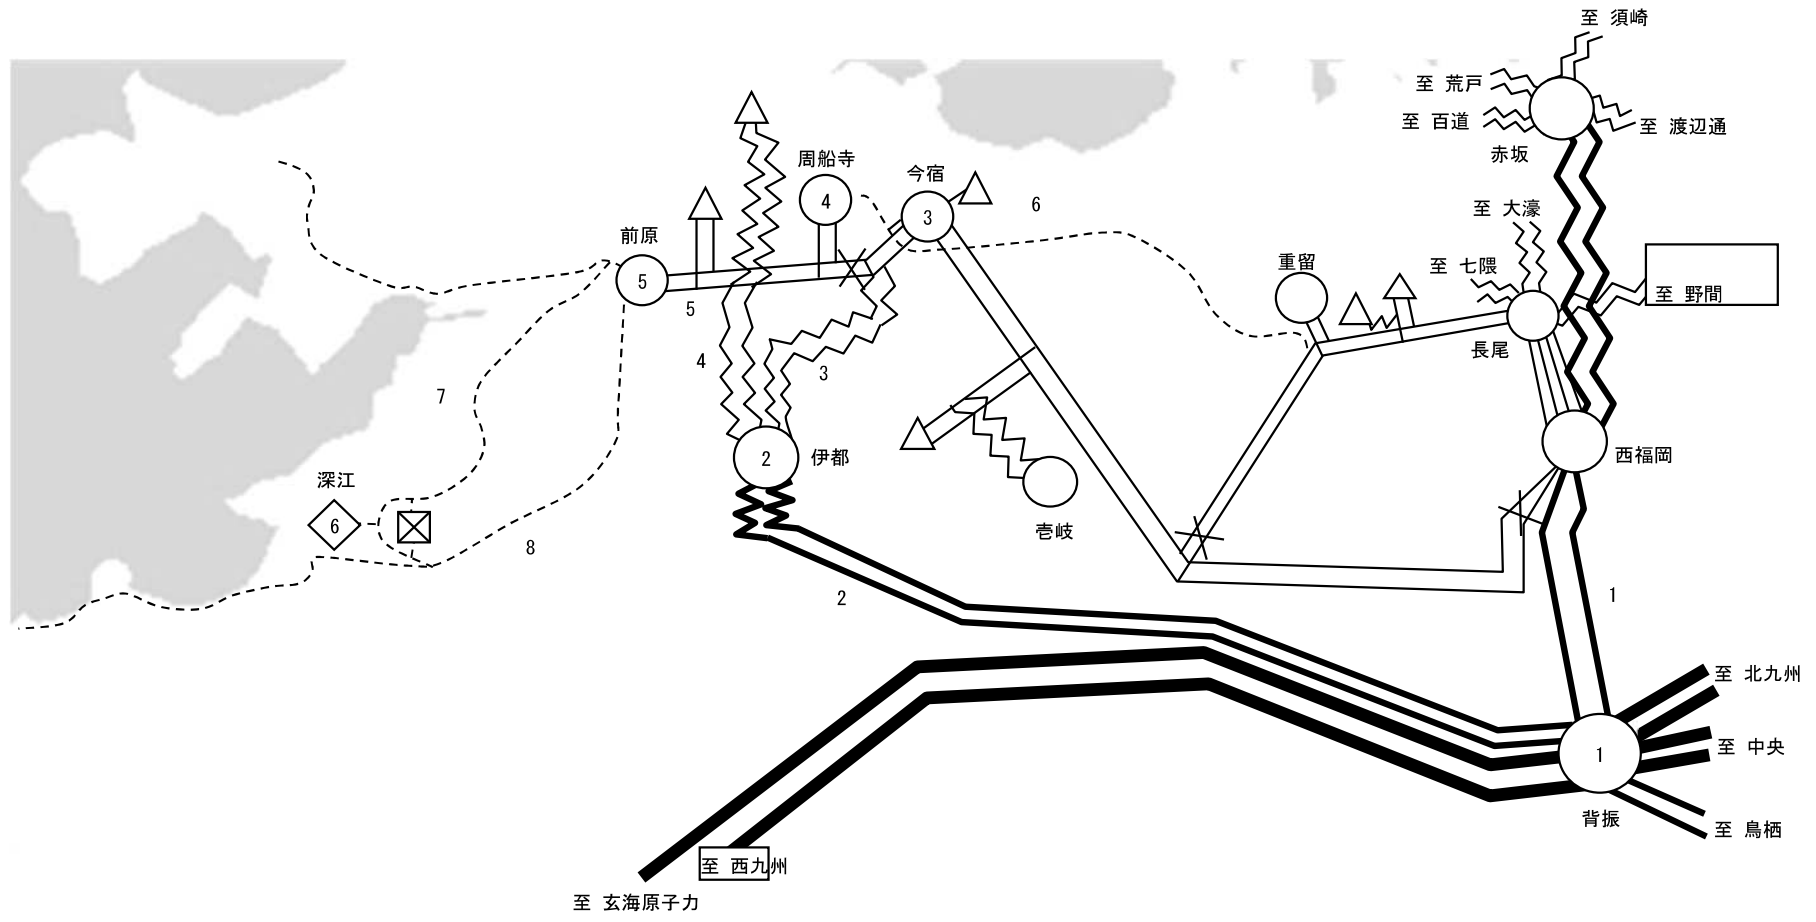 至 須崎
至 荒戸
至 百道
至 渡辺通
赤坂
周船寺
今宿
4
3
6
至 大濠
前原
重留
至 七隈
5
5
至 野間
長尾
4
3
7
2
伊都
西福岡
深江
6
壱岐
8
2
1
至 北九州
1
至 中央
背振
至 鳥栖
至 西九州
至 玄海原子力